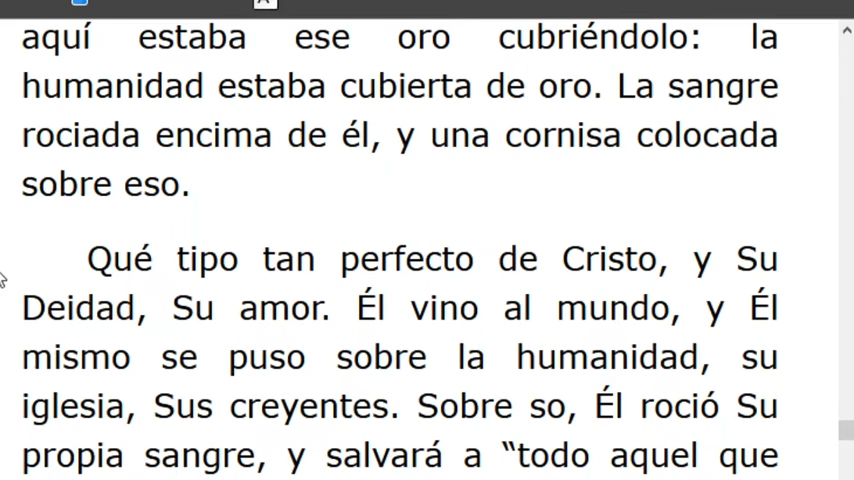 aquí estaba ese oro cubriéndolo: la
humanidad estaba cubierta de oro. La sangre
rociada encima de él, y una cornisa colocada
sobre eso.
Qué tipo tan perfecto de Cristo, y Su
Deidad, Su amor. Él vino al mundo, y Él
mismo se puso sobre la humanidad, su
iglesia, Sus creyentes. Sobre so, Él roció Su
propia sangre, y salvará a “todo aquel que